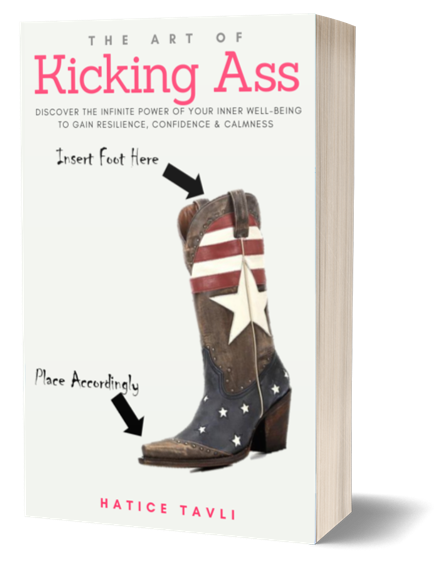 THE ART OF
Kicking Ass
DISCOVER THE INFINITE POWER OF YOUR INNER WELL-BEING
TO GAIN RESILIENCE, CONFIDENCE & CALMNESS
Insert Foot Here
Place Accordingly
HATICE TAVLI